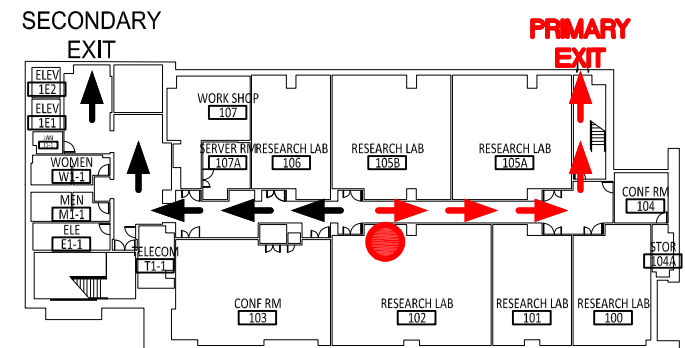 SECONDARY
EXIT
PRIMARY
EXIT
ELEV
1E2
ELEV
1E1
JAN
WOMEN
W1-1
MEN
M1-1
ELE
E1-1
TELECOM
T1-1
WORK SHOP
107
SERVER RM
107A
RESEARCH LAB
106
RESEARCH LAB
105B
RESEARCH LAB
105A
CONF RM
104
STOR
104A
CONF RM
103
RESEARCH LAB
102
RESEARCH LAB
101
RESEARCH LAB
100